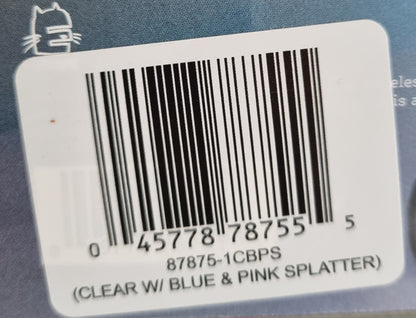 0 45778 78755 5
87875-1CBPS
(CLEAR W/ BLUE & PINK SPLATTER)